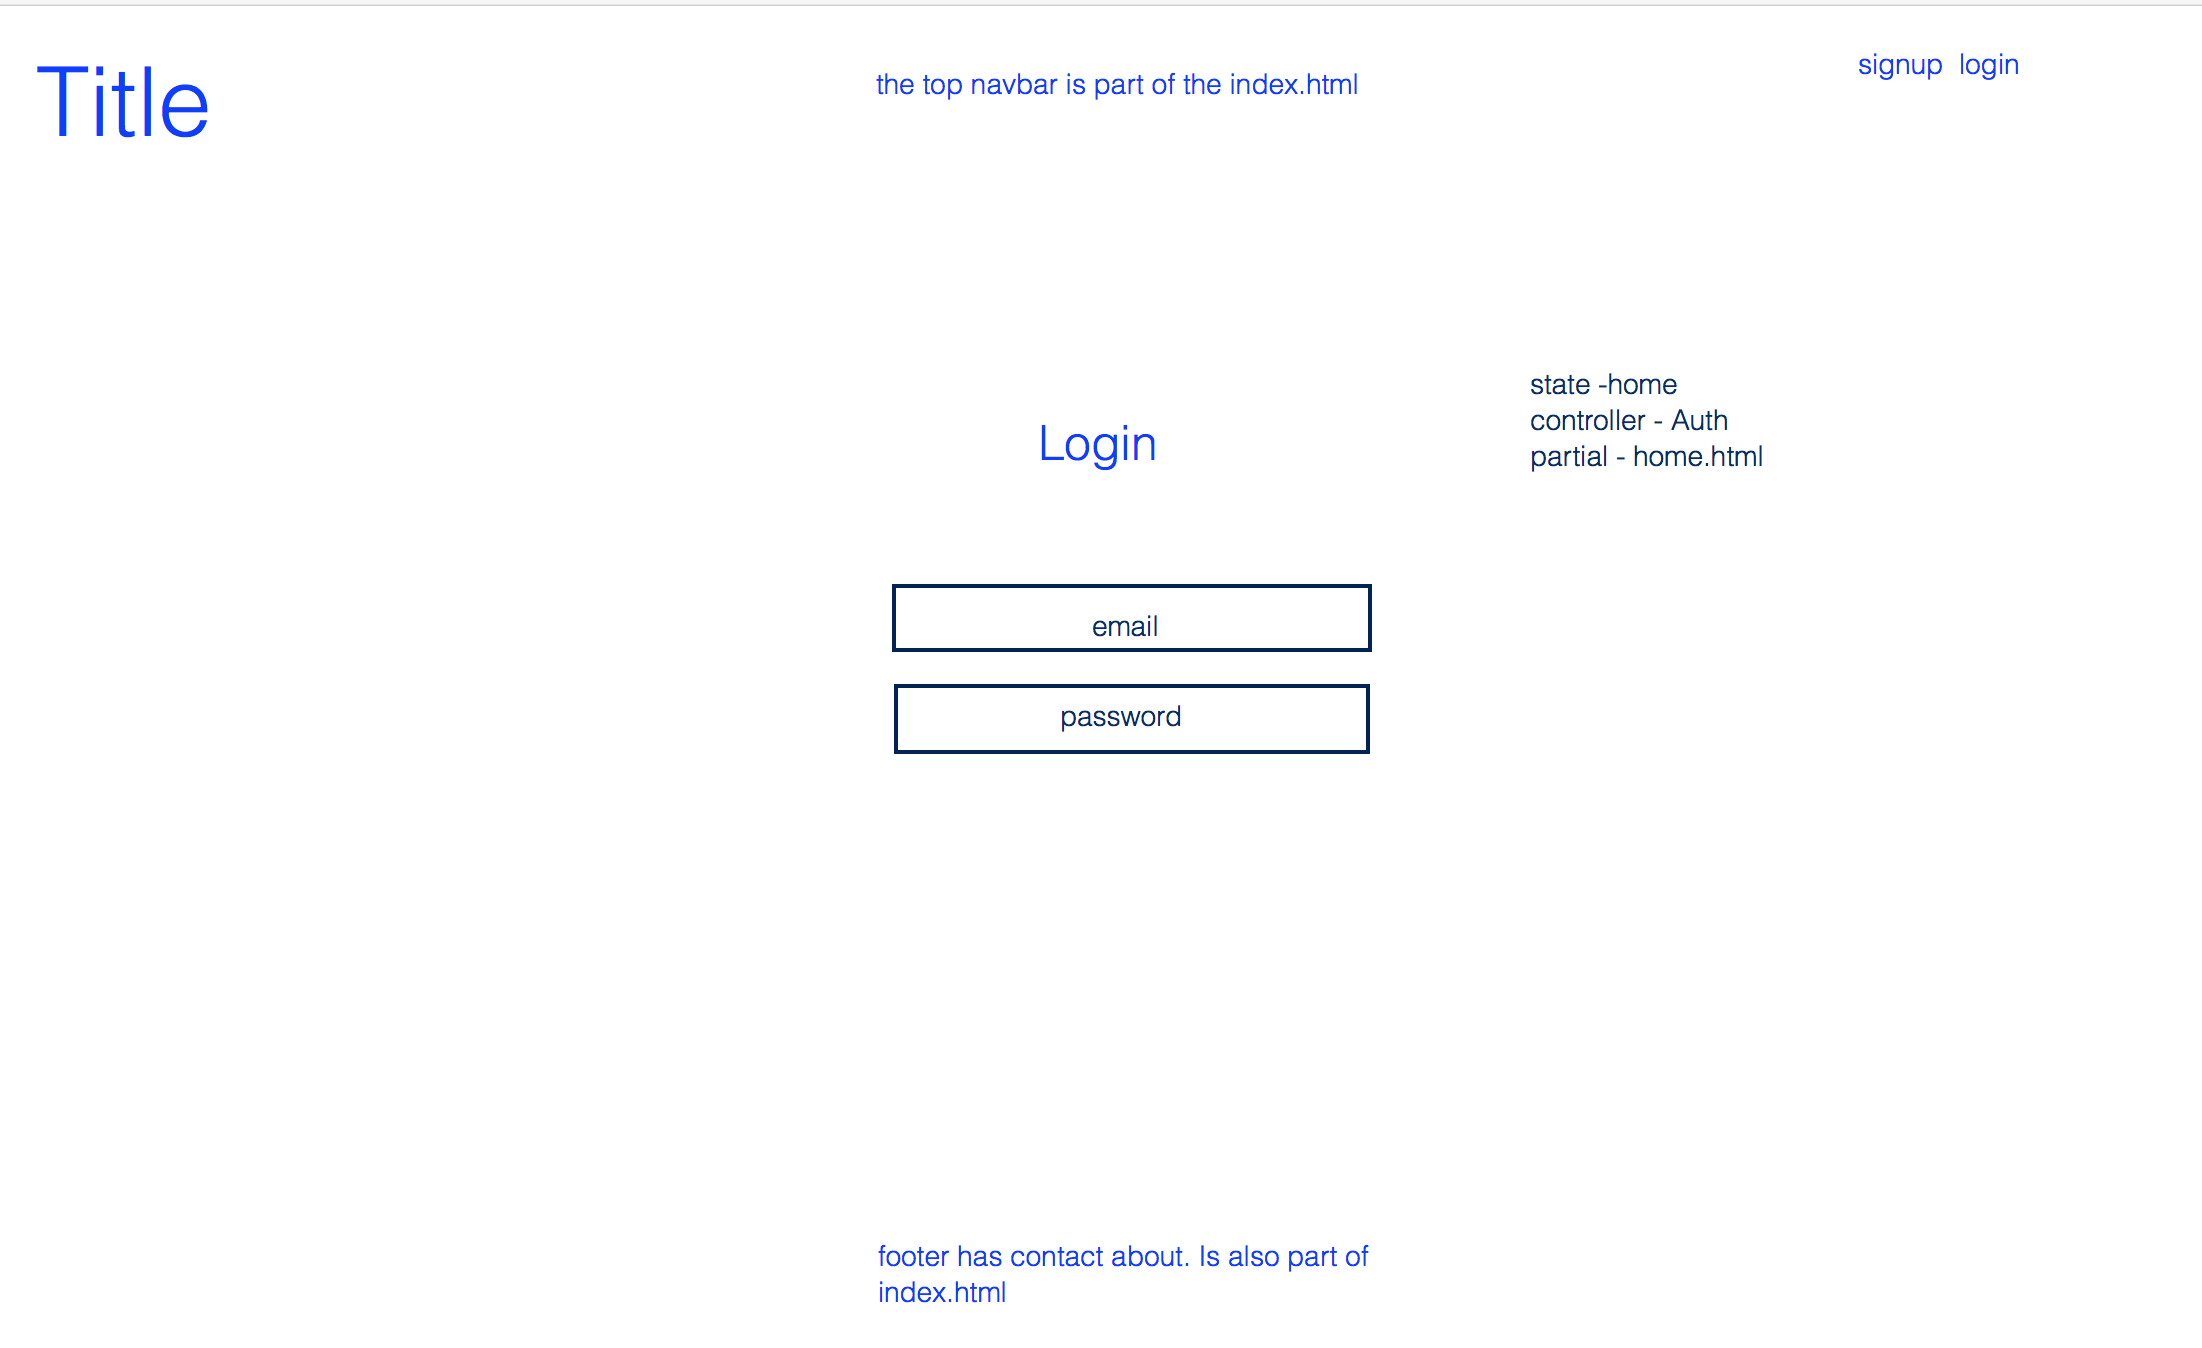 Title
the top navbar is part of the index.html
signup login
state -home
controller - Auth
partial - home.html
Login
email
password
footer has contact about. Is also part of
index.html